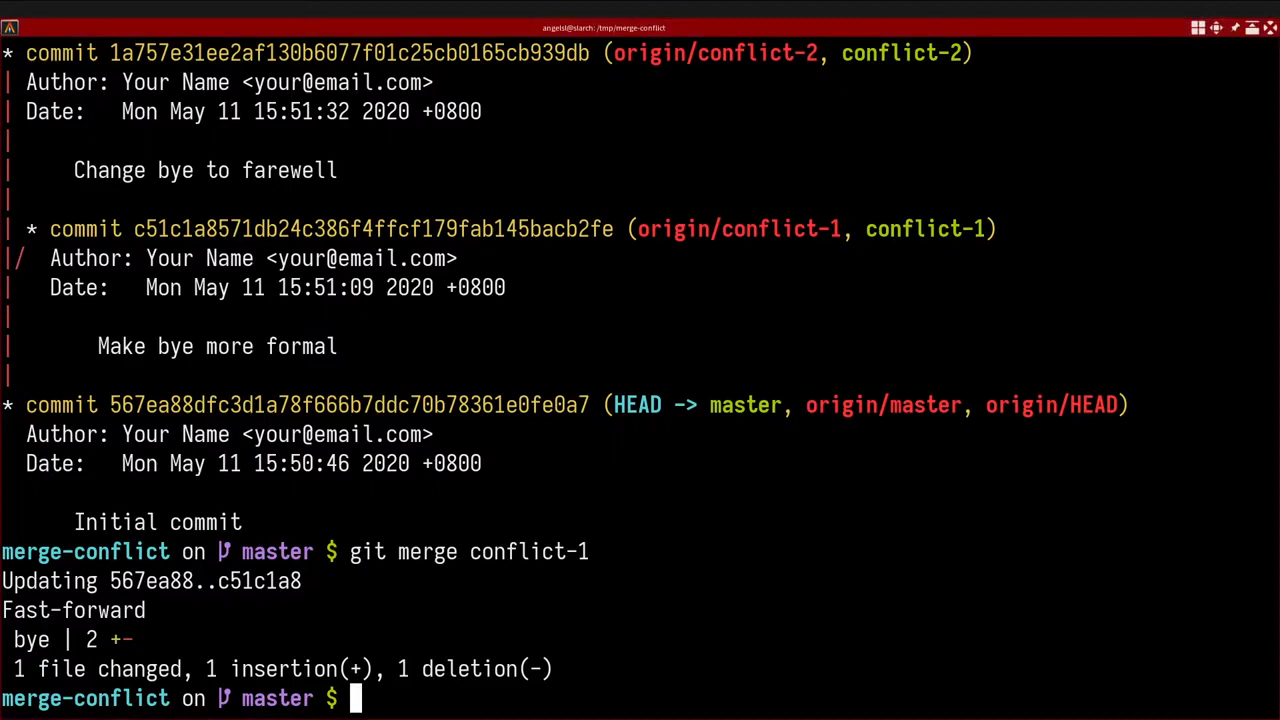 angelsl@slarch: /tmp/merge-conflict
* commit 1a757e31ee2af130b6077f01c25cb0165cb939db (origin/conflict-2, conflict-2)
| Author: Your Name <your@email.com>
| Date:   Mon May 11 15:51:32 2020 +0800
|
|     Change bye to farewell
|
| * commit c51c1a8571db24c386f4ffcf179fab145bacb2fe (origin/conflict-1, conflict-1)
|/  Author: Your Name <your@email.com>
|   Date:   Mon May 11 15:51:09 2020 +0800
|
|       Make bye more formal
|
* commit 567ea88dfc3d1a78f666b7ddc70b78361e0fe0a7 (HEAD -> master, origin/master, origin/HEAD)
  Author: Your Name <your@email.com>
  Date:   Mon May 11 15:50:46 2020 +0800
      Initial commit
merge-conflict on master $ git merge conflict-1
Updating 567ea88..c51c1a8
Fast-forward
 bye | 2 +-
 1 file changed, 1 insertion(+), 1 deletion(-)
merge-conflict on master $